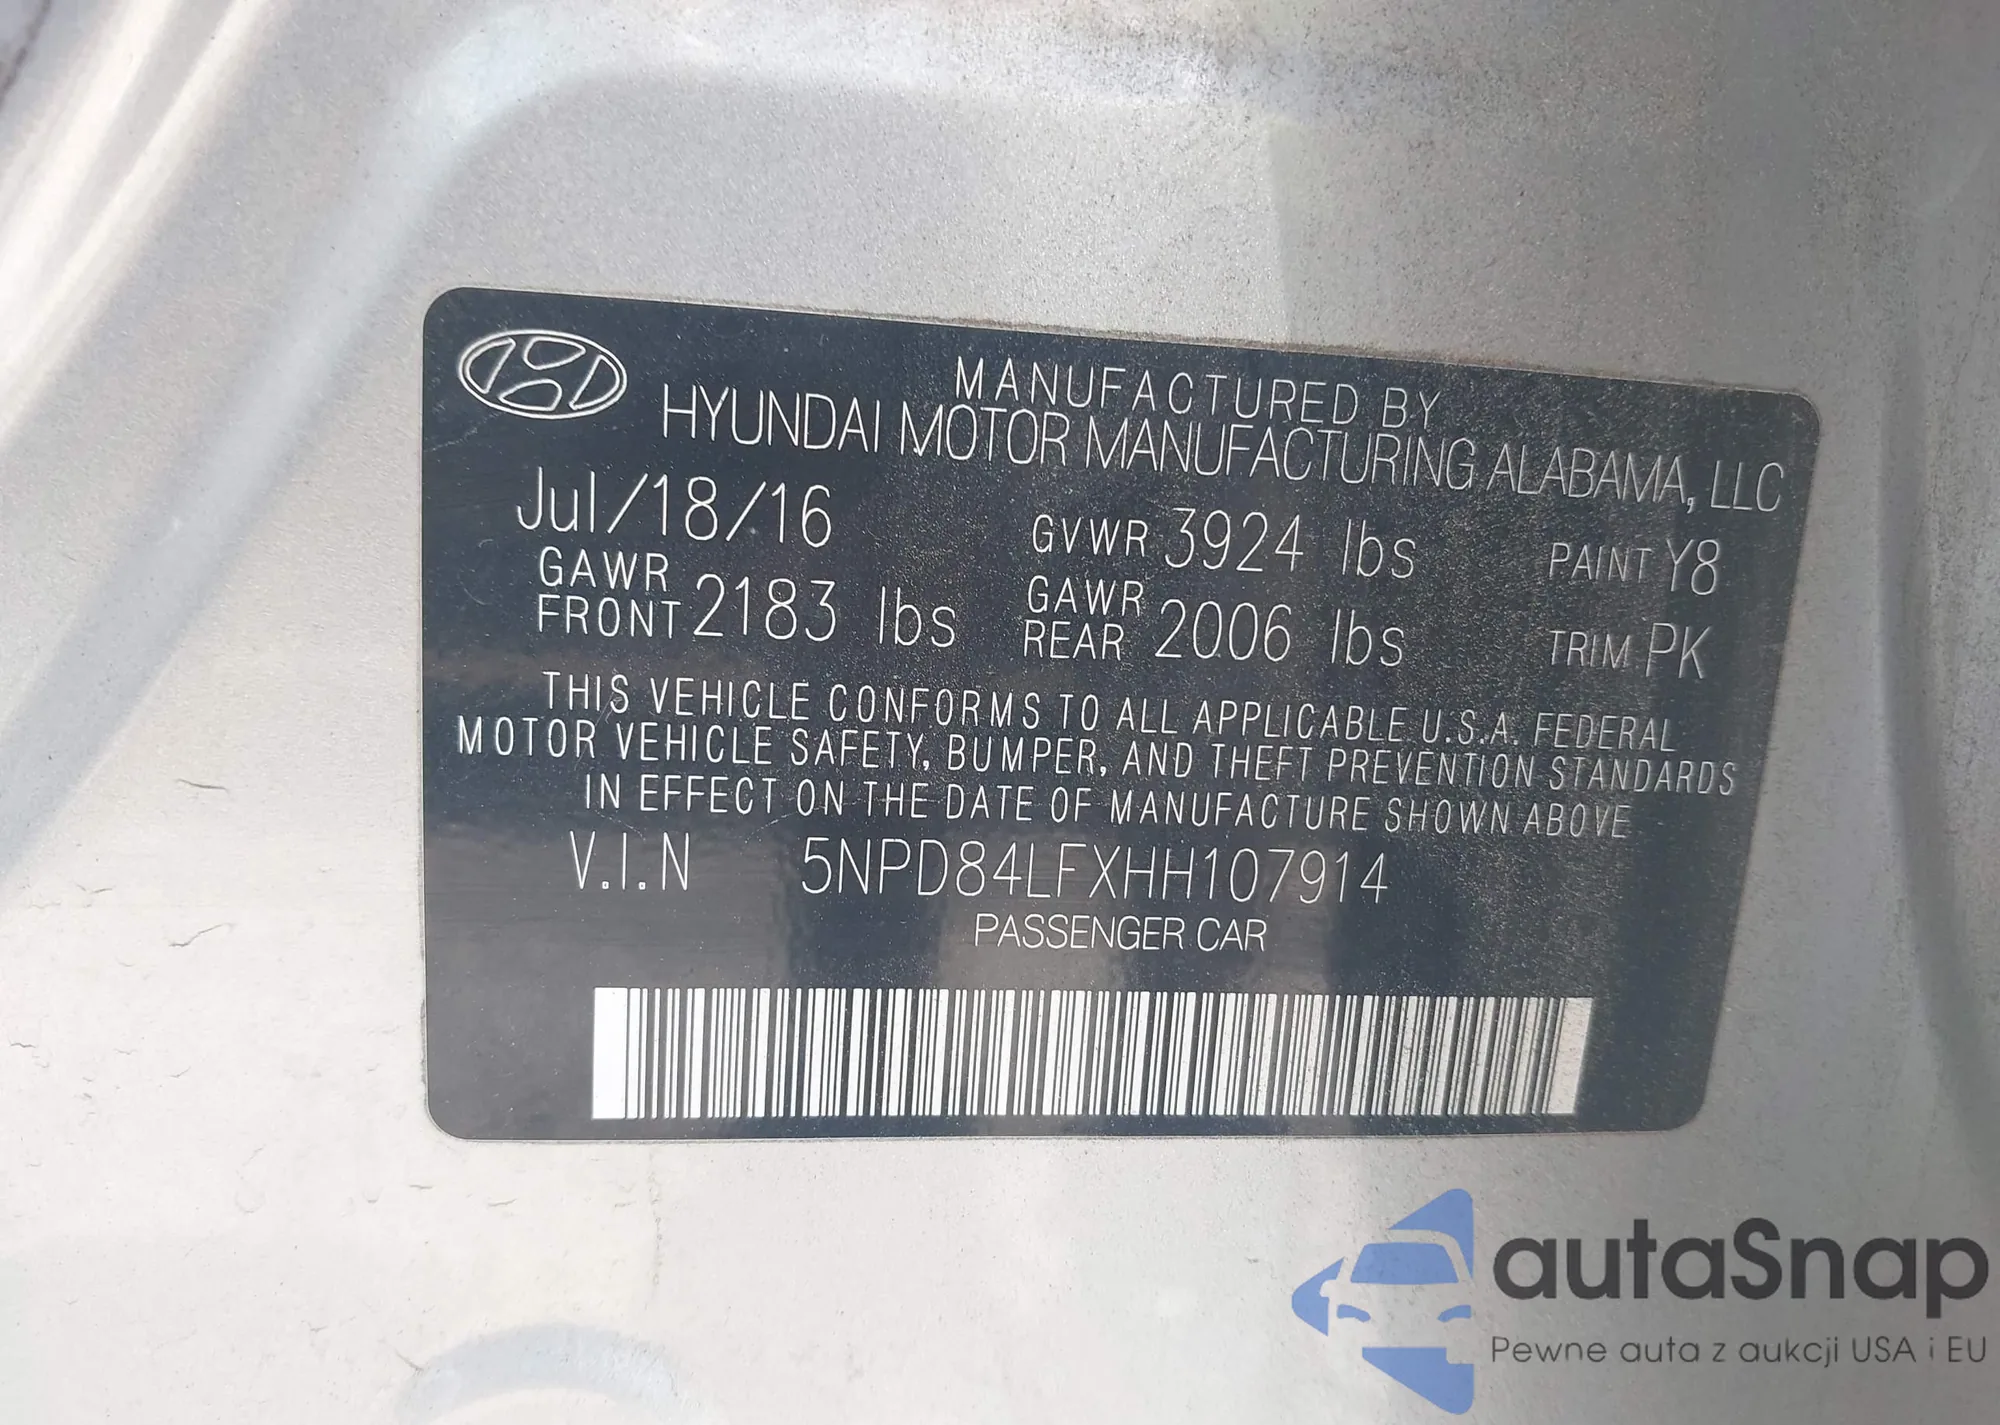 MANUFACTURED BY
HYUNDAI MOTOR MANUFACTURING ALABAMA, LLC
Jul/18/16 GVWR 3924 lbs PAINT Y8
GAWR FRONT 2183 lbs GAWR REAR 2006 lbs TRIM PK
THIS VEHICLE CONFORMS TO ALL APPLICABLE U.S.A. FEDERAL
MOTOR VEHICLE SAFETY, BUMPER, AND THEFT PREVENTION STANDARDS
IN EFFECT ON THE DATE OF MANUFACTURE SHOWN ABOVE
V.I.N 5NPD84LFXHH107914
PASSENGER CAR
autaSnap
Pewne auta z aukcji USA i EU